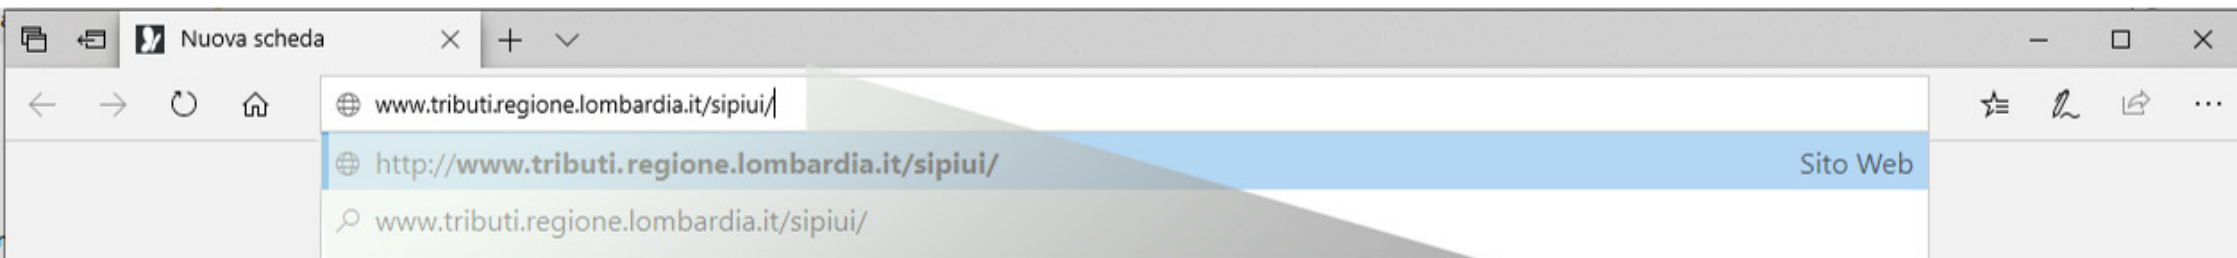 Nuova scheda
www.tributi.regione.lombardia.it/sipiui/
http://www.tributi.regione.lombardia.it/sipiui/ Sito Web
www.tributi.regione.lombardia.it/sipiui/